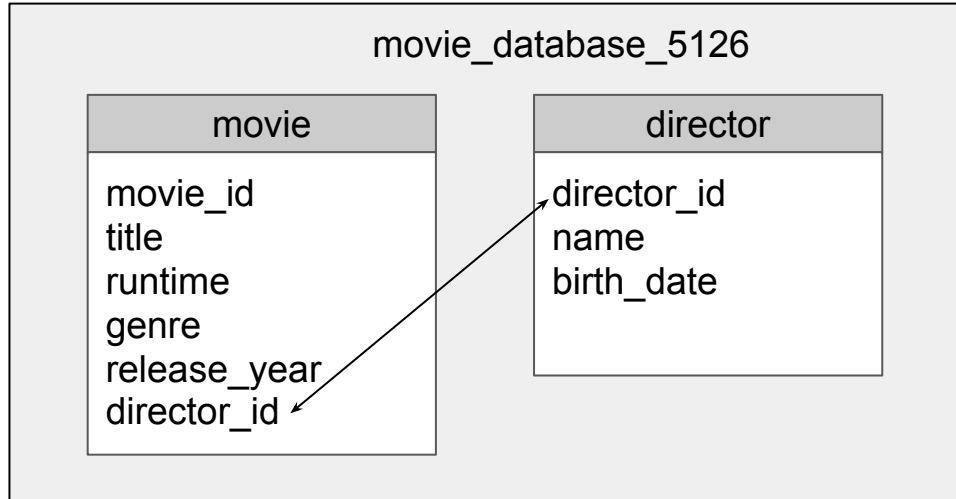 movie_database_5126
movie
movie_id
title
runtime
genre
release_year
director_id
director
director_id
name
birth_date